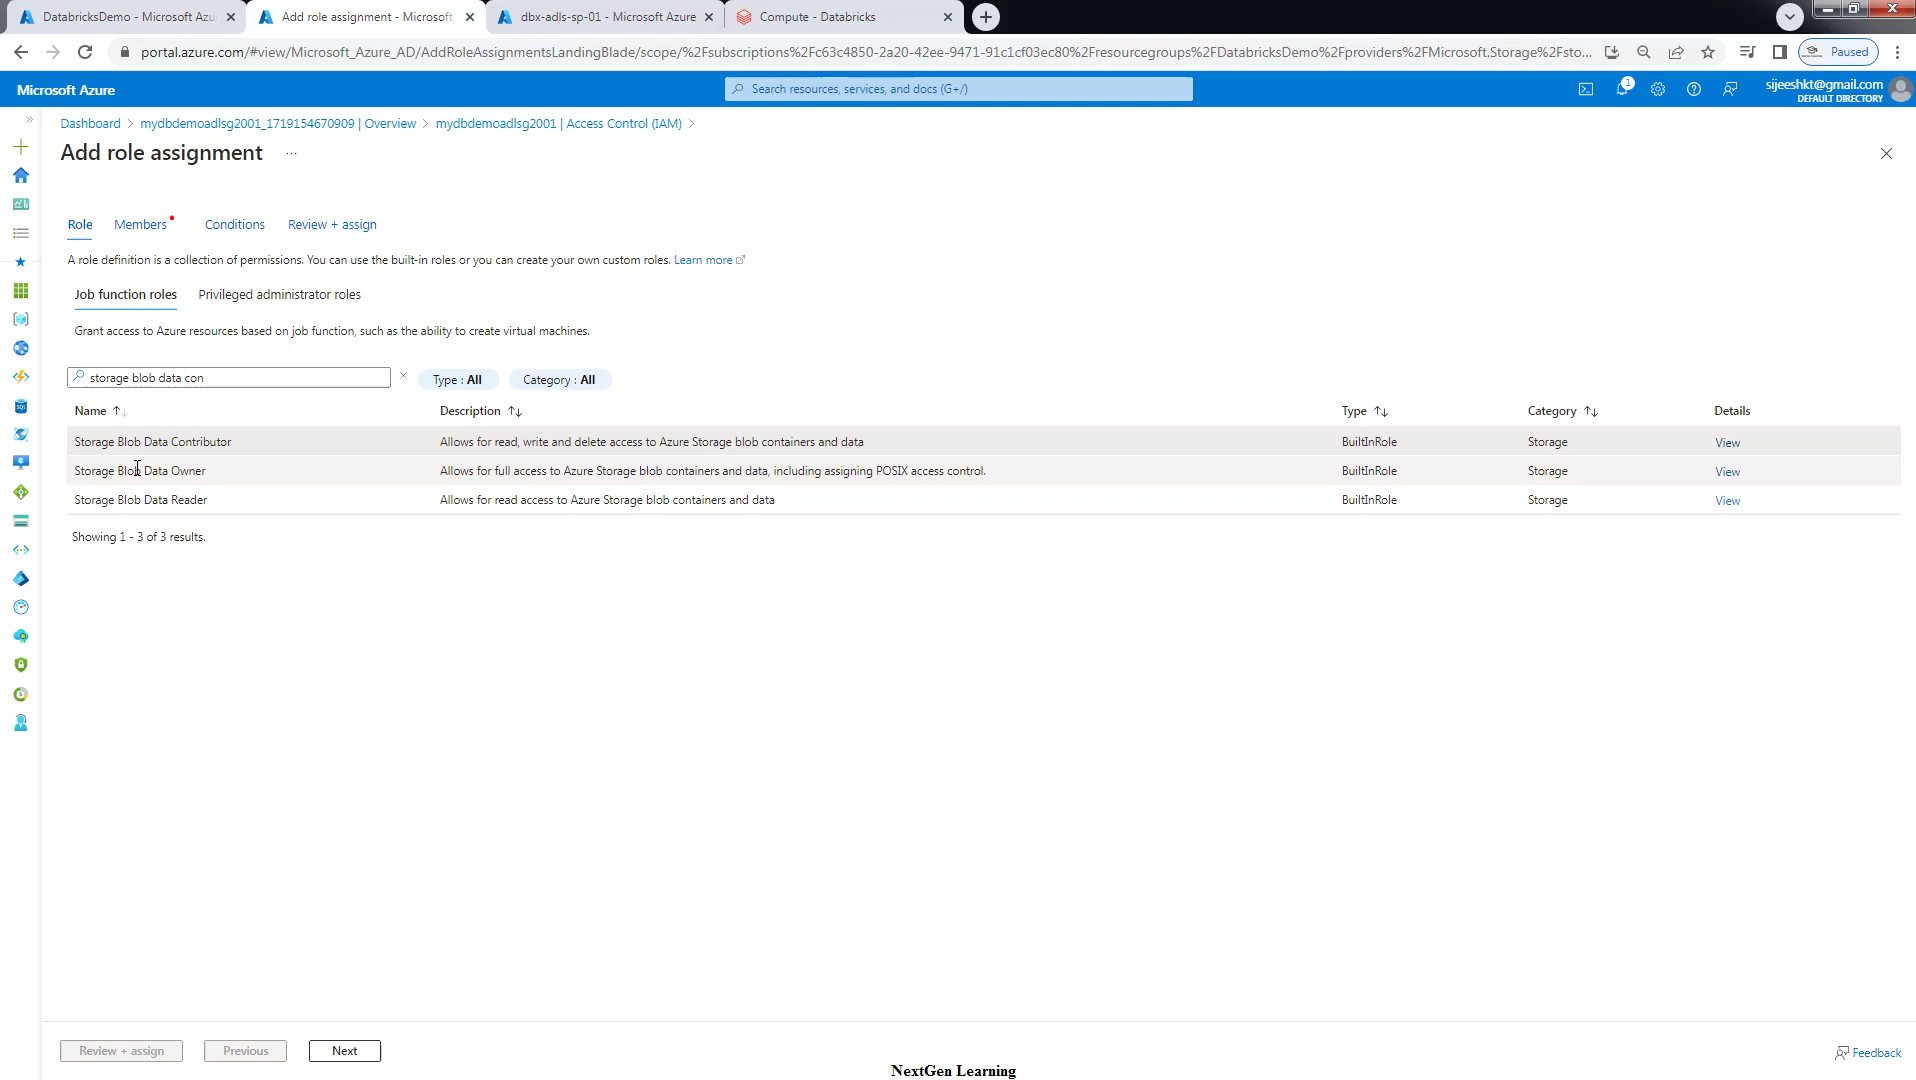 DatabricksDemo - Microsoft Azu
Add role assignment - Microsoft
dbx-adls-sp-01 - Microsoft Azure
Compute - Databricks
portal.azure.com/#view/Microsoft_Azure_AD/AddRoleAssignmentsLandingBlade/scope/%2Fsubscriptions%2Fc63c4850-2a20-42ee-9471-91c1cf03ec80%2Fresourcegroups%2FDatabricksDemo%2Fproviders%2FMicrosoft.Storage%2Fsto...
Paused
Microsoft Azure
Search resources, services, and docs (G+/)
1
sijeeshkt@gmail.com
DEFAULT DIRECTORY
Dashboard > mydbdemoadlsg2001_1719154670909 | Overview > mydbdemoadlsg2001 | Access Control (IAM) >
Add role assignment ...
Role Members Conditions Review + assign
A role definition is a collection of permissions. You can use the built-in roles or you can create your own custom roles. Learn more
Job function roles Privileged administrator roles
Grant access to Azure resources based on job function, such as the ability to create virtual machines.
storage blob data con
Type : All Category : All
Name Description Type Category Details
Storage Blob Data Contributor Allows for read, write and delete access to Azure Storage blob containers and data BuiltInRole Storage View
Storage Blob Data Owner Allows for full access to Azure Storage blob containers and data, including assigning POSIX access control. BuiltInRole Storage View
Storage Blob Data Reader Allows for read access to Azure Storage blob containers and data BuiltInRole Storage View
Showing 1 - 3 of 3 results.
Review + assign Previous Next
Feedback
NextGen Learning